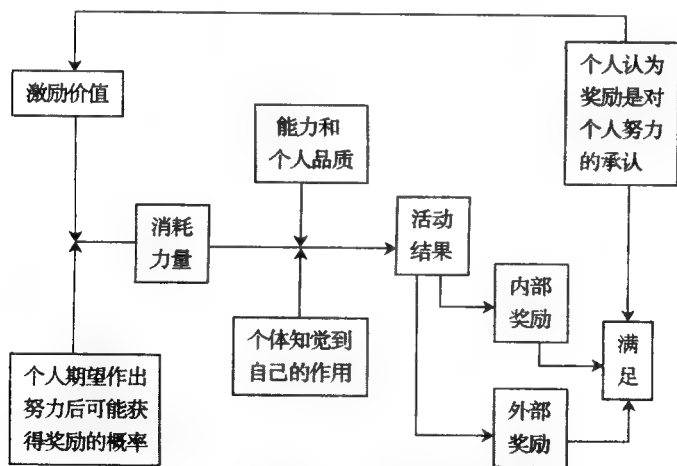 激励价值
能力和
个人品质
个人认为
奖励是对
个人努力
的承认
消耗
力量
活动
结果
内部
奖励
个体知觉到
自己的作用
满
足
个人期望作出
努力后可能获
得奖励的概率
外部
奖励